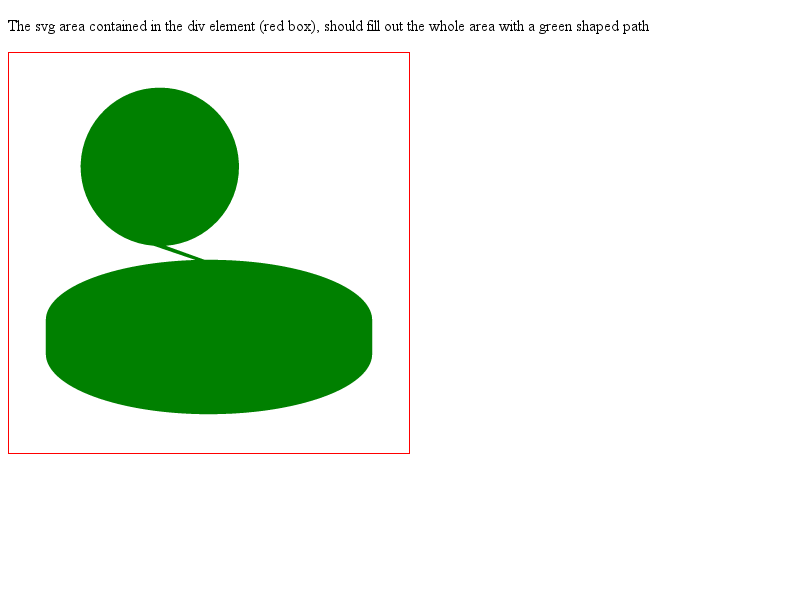 The svg area contained in the div element (red box), should fill out the whole area with a green shaped path